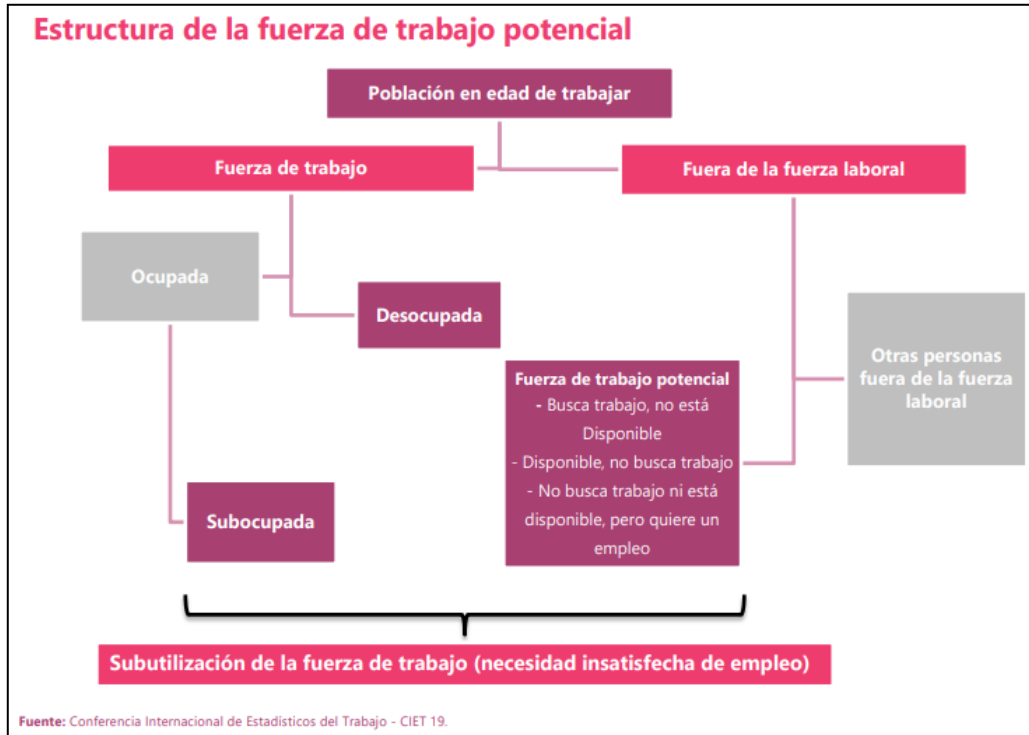 Estructura de la fuerza de trabajo potencial
Población en edad de trabajar
Fuerza de trabajo
Fuera de la fuerza laboral
Ocupada
Desocupada
Otras personas
fuera de la fuerza
laboral
Fuerza de trabajo potencial
- Busca trabajo, no está
Disponible
- Disponible, no busca trabajo
- No busca trabajo ni está
disponible, pero quiere un
empleo
Subocupada
Subutilización de la fuerza de trabajo (necesidad insatisfecha de empleo)
Fuente: Conferencia Internacional de Estadísticos del Trabajo - CIET 19.